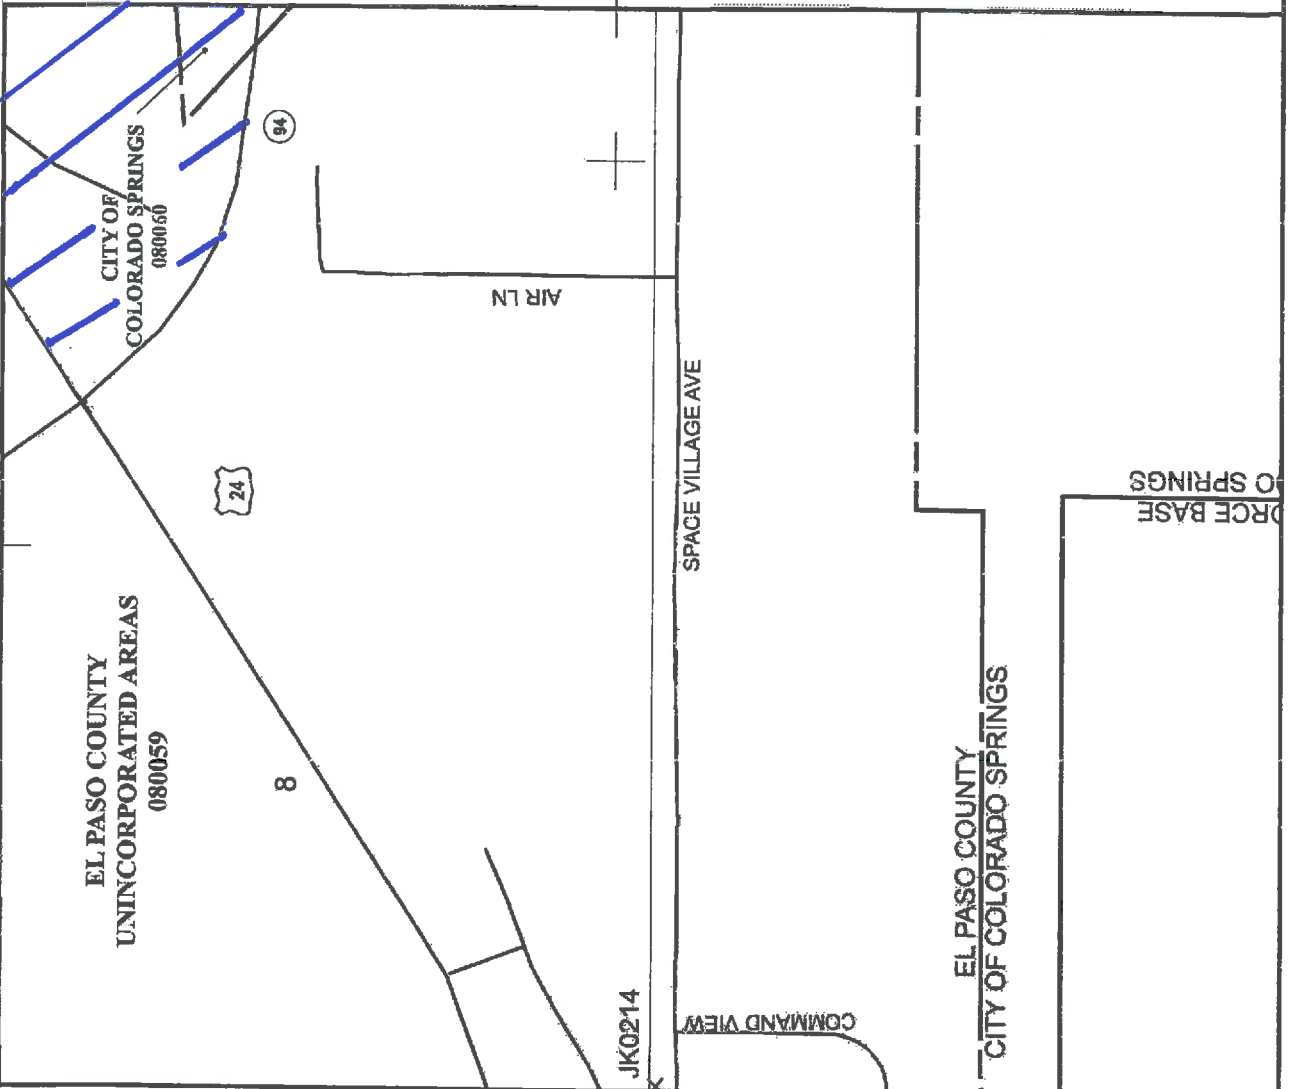 94
CITY OF
COLORADO SPRINGS
080060
AIR LN
24
SPACE VILLAGE AVE
O SPRINGS
ORCE BASE
EL PASO COUNTY
UNINCORPORATED AREAS
080059
8
EL PASO COUNTY
CITY OF COLORADO SPRINGS
JK0214
COMMAND VIEW